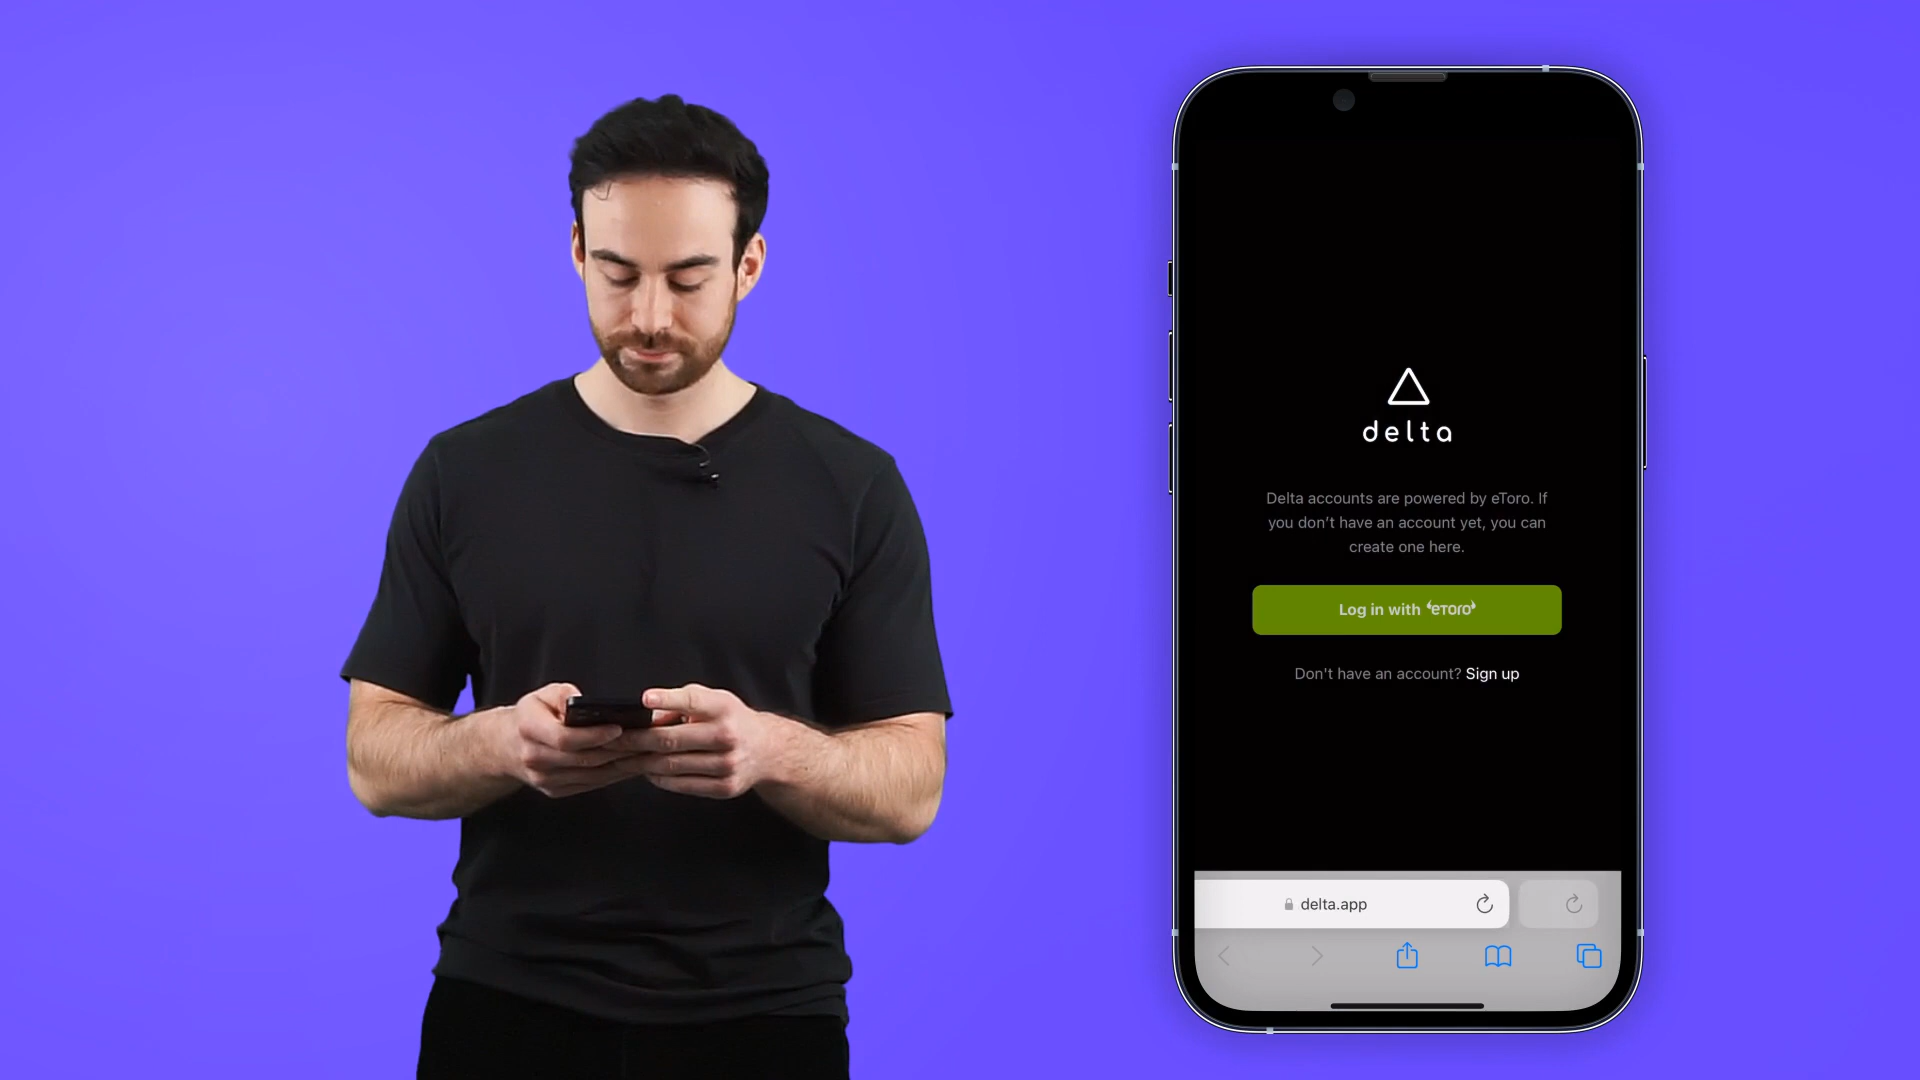 delta
Delta accounts are powered by eToro. If
you don’t have an account yet, you can
create one here.
Log in with eToro
Don't have an account? Sign up
delta.app